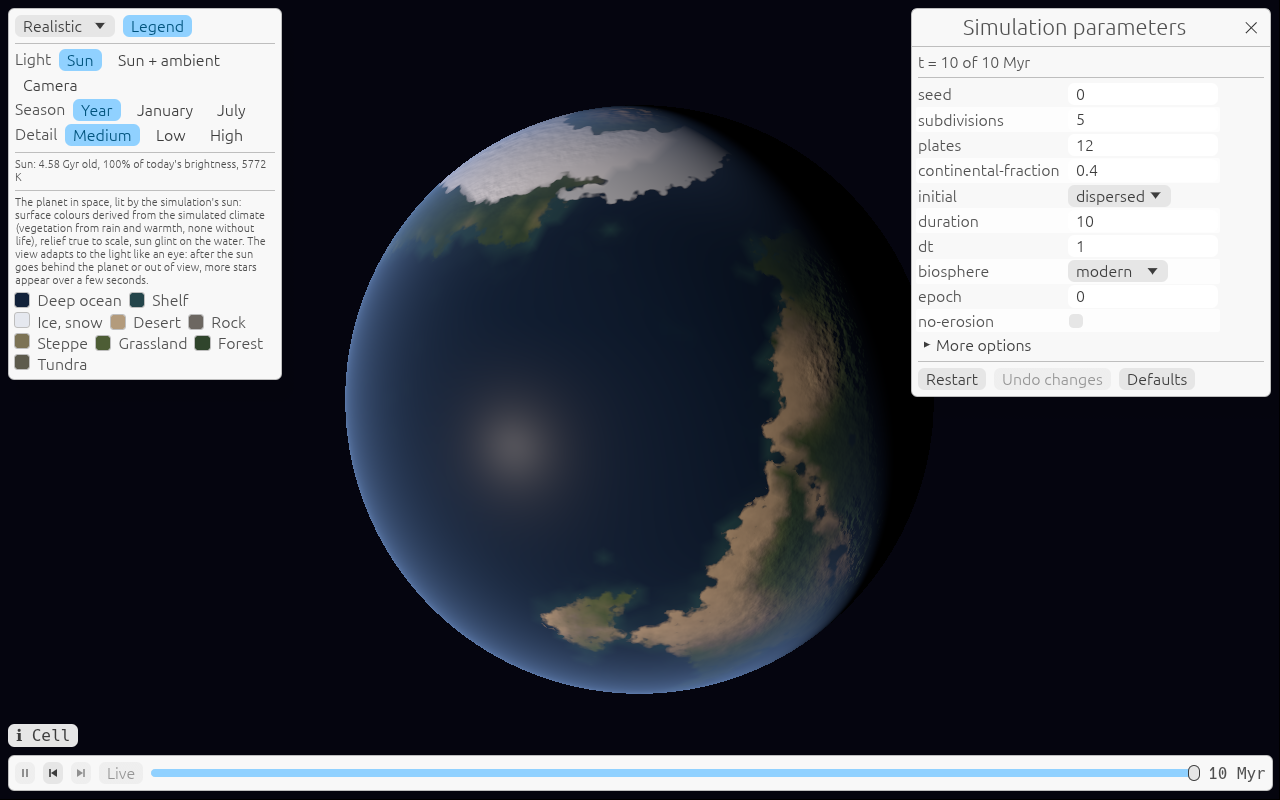 Realistic Legend
Light Sun Sun + ambient
Camera
Season Year January July
Detail Medium Low High
Sun: 4.58 Gyr old, 100% of today's brightness, 5772
K
The planet in space, lit by the simulation's sun:
surface colours derived from the simulated climate
(vegetation from rain and warmth, none without
life), relief true to scale, sun glint on the water. The
view adapts to the light like an eye: after the sun
goes behind the planet or out of view, more stars
appear over a few seconds.
Deep ocean Shelf
Ice, snow Desert Rock
Steppe Grassland Forest
Tundra
Simulation parameters
t = 10 of 10 Myr
seed 0
subdivisions 5
plates 12
continental-fraction 0.4
initial dispersed
duration 10
dt 1
biosphere modern
epoch 0
no-erosion
More options
Restart Undo changes Defaults
ℹ Cell
Live 10 Myr